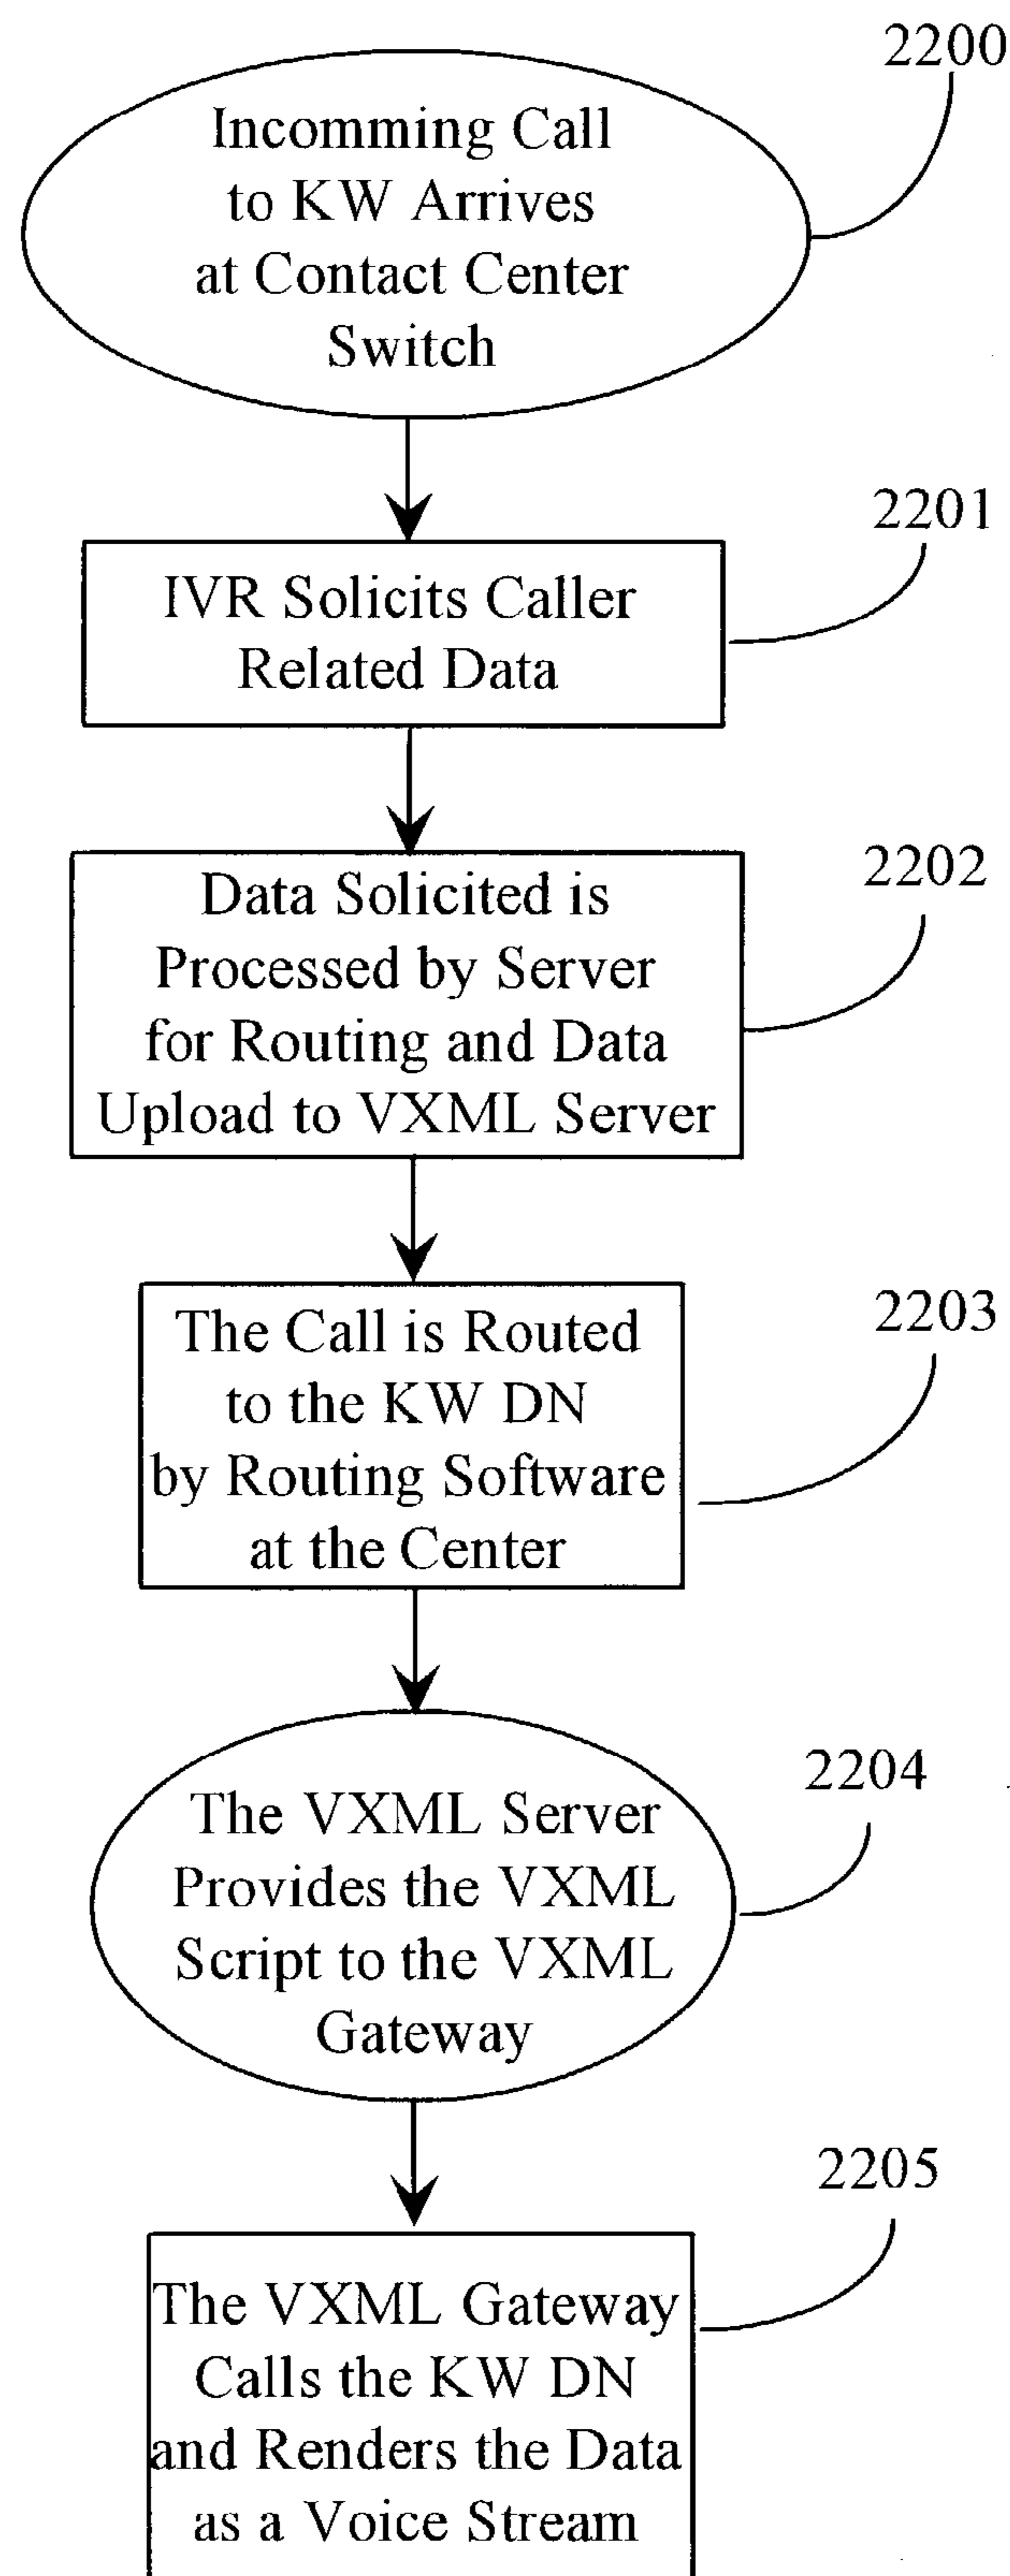 2200
Incomming Call
to KW Arrives
at Contact Center
Switch
2201
IVR Solicits Caller
Related Data
2202
Data Solicited is
Processed by Server
for Routing and Data
Upload to VXML Server
2203
The Call is Routed
to the KW DN
by Routing Software
at the Center
2204
The VXML Server
Provides the VXML
Script to the VXML
Gateway
2205
The VXML Gateway
Calls the KW DN
and Renders the Data
as a Voice Stream